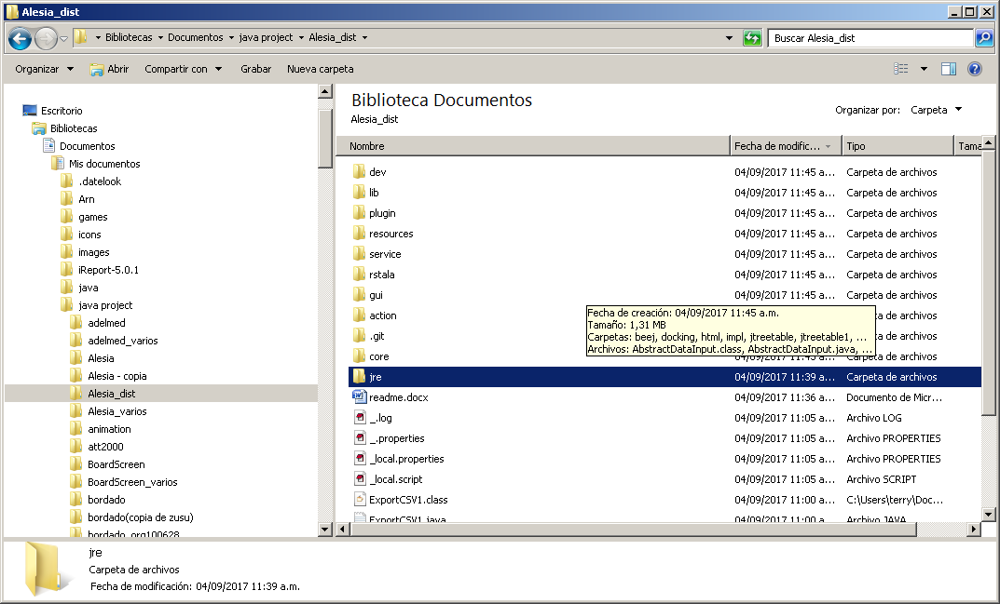 Alesia_dist
Bibliotecas Documentos java project Alesia_dist
Buscar Alesia_dist
Organizar Abrir Compartir con Grabar Nueva carpeta
Escritorio
Bibliotecas
Documentos
Mis documentos
.datelook
Arn
games
icons
images
iReport-5.0.1
java
java project
adelmed
adelmed_varios
Alesia
Alesia - copia
Alesia_dist
Alesia_varios
animation
att2000
BoardScreen
BoardScreen_varios
bordado
bordado(copia de zusu)
bordado_org100628
Biblioteca Documentos
Alesia_dist
Organizar por: Carpeta
Nombre Fecha de modific... Tipo Tama
dev 04/09/2017 11:45 a... Carpeta de archivos
lib 04/09/2017 11:45 a... Carpeta de archivos
plugin 04/09/2017 11:45 a... Carpeta de archivos
resources 04/09/2017 11:45 a... Carpeta de archivos
service 04/09/2017 11:45 a... Carpeta de archivos
rstala 04/09/2017 11:45 a... Carpeta de archivos
gui 04/09/2017 11:45 a... Carpeta de archivos
action de archivos
.git de archivos
core 04/09/2017 11:43 a... Carpeta de archivos
Fecha de creación: 04/09/2017 11:45 a.m.
Tamaño: 1,31 MB
Carpetas: beej, docking, html, impl, jtreetable, jtreetable1, ...
Archivos: AbstractDataInput.class, AbstractDataInput.java, ...
jre 04/09/2017 11:39 a... Carpeta de archivos
readme.docx 04/09/2017 11:36 a... Documento de Micr...
_.log 04/09/2017 11:05 a... Archivo LOG
_.properties 04/09/2017 11:05 a... Archivo PROPERTIES
_local.properties 04/09/2017 11:05 a... Archivo PROPERTIES
_local.script 04/09/2017 11:05 a... Archivo SCRIPT
ExportCSV1.class 04/09/2017 11:00 a... C:\Users\terry\Doc...
ExportCSV1.java 04/09/2017 11:00 a... Archivo JAVA
jre
Carpeta de archivos
Fecha de modificación: 04/09/2017 11:39 a.m.